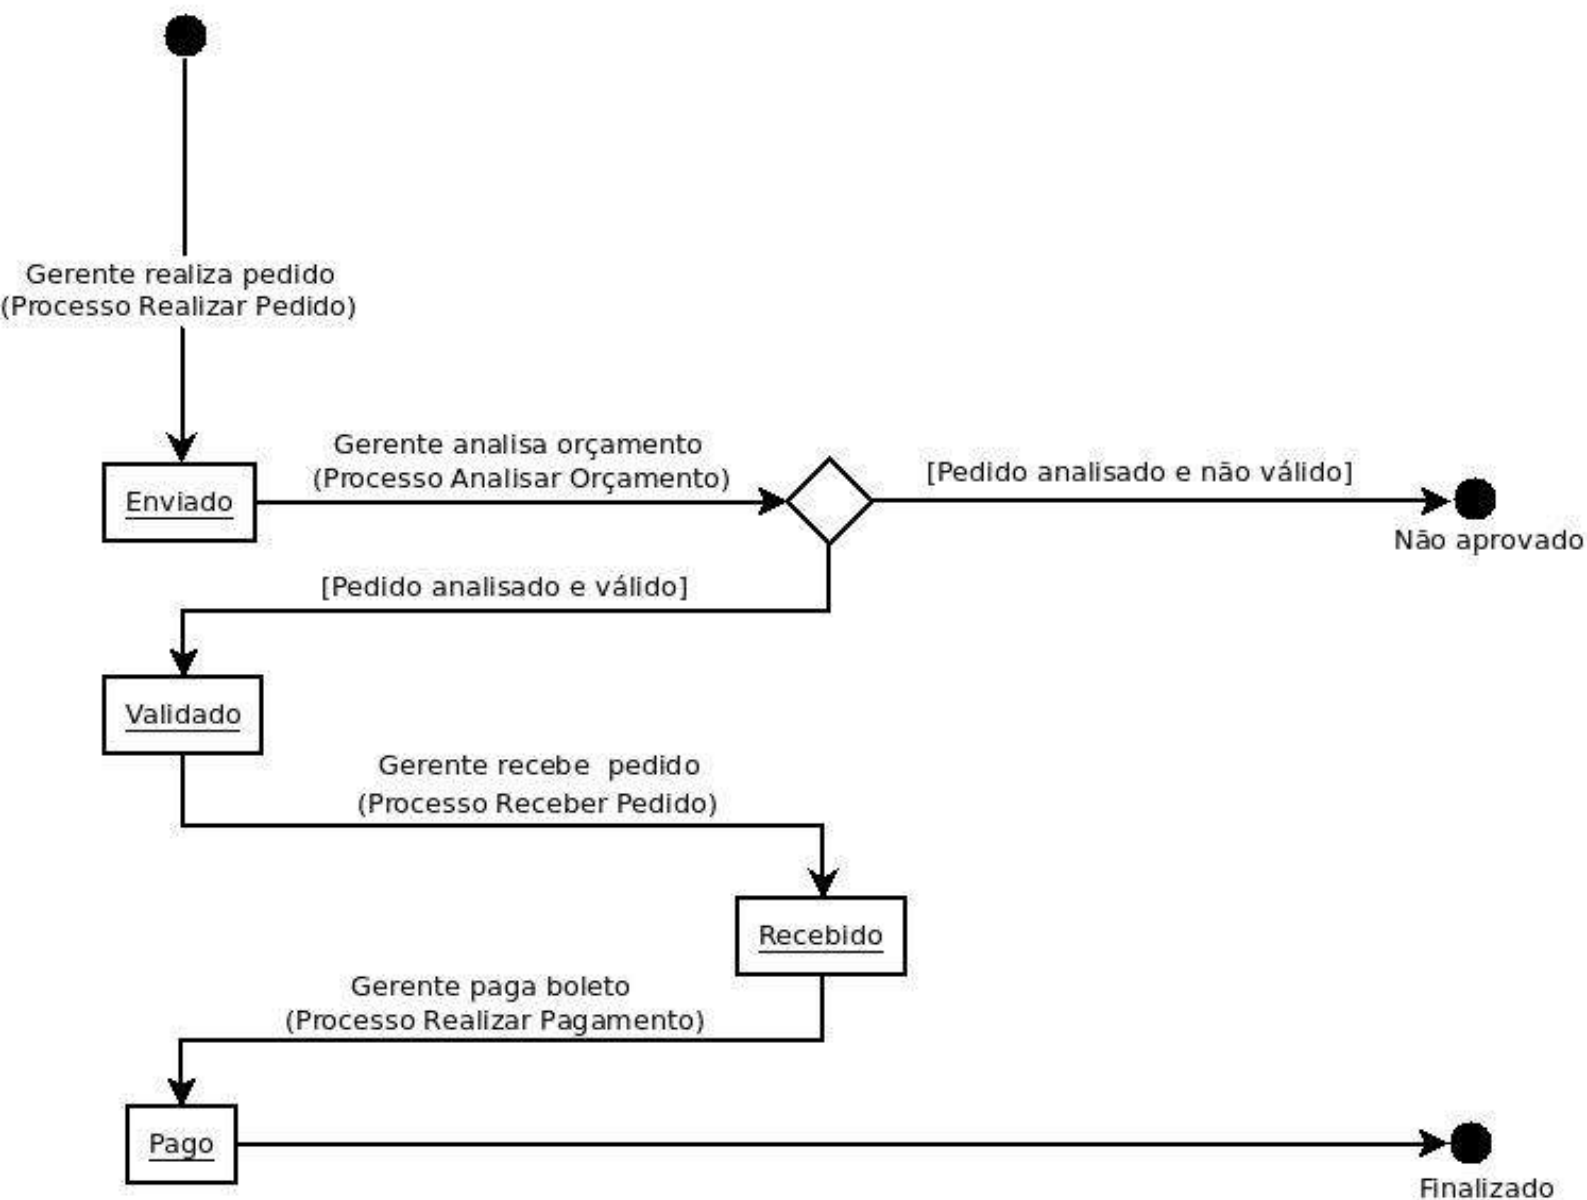 Gerente realiza pedido
(Processo Realizar Pedido)
Gerente analisa orçamento
(Processo Analisar Orçamento)
[Pedido analisado e não válido]
Enviado
Não aprovado
[Pedido analisado e válido]
Validado
Gerente recebe pedido
(Processo Receber Pedido)
Recebido
Gerente paga boleto
(Processo Realizar Pagamento)
Pago
Finalizado